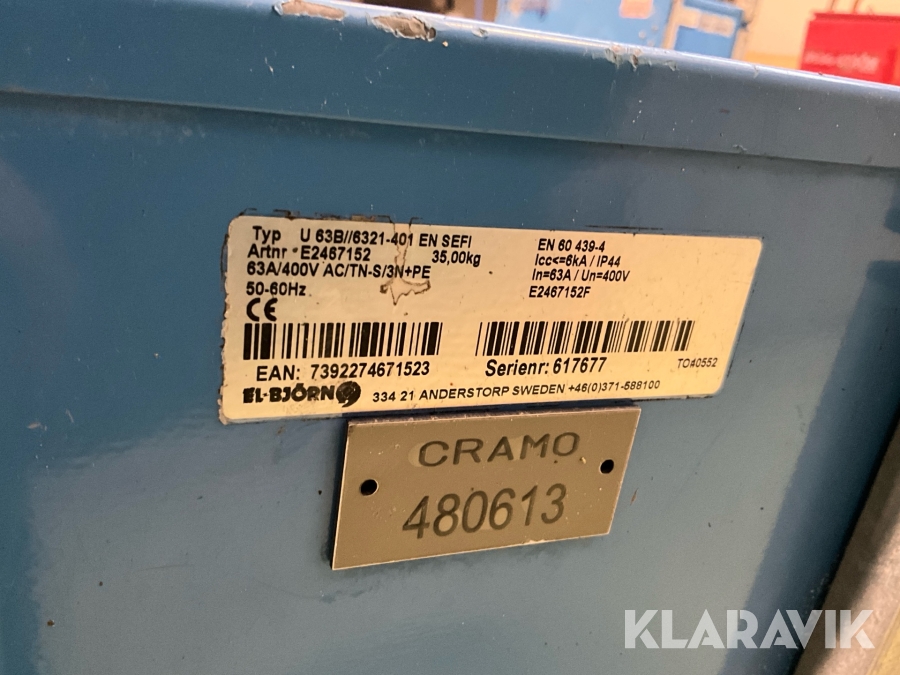 Typ U 63B//6321-401 EN SEFI
Artnr E2467152 35,00kg
63A/400V AC/TN-S/3N+PE
50-60Hz
CE
EN 60 439-4
Icc<=6kA / IP44
In=63A / Un=400V
E2467152F
EAN: 7392274671523
Serienr: 617677
TO40552
EL-BJÖRN 334 21 ANDERSTORP SWEDEN +46(0)371-588100
CRAMO
480613
KLARAVIK